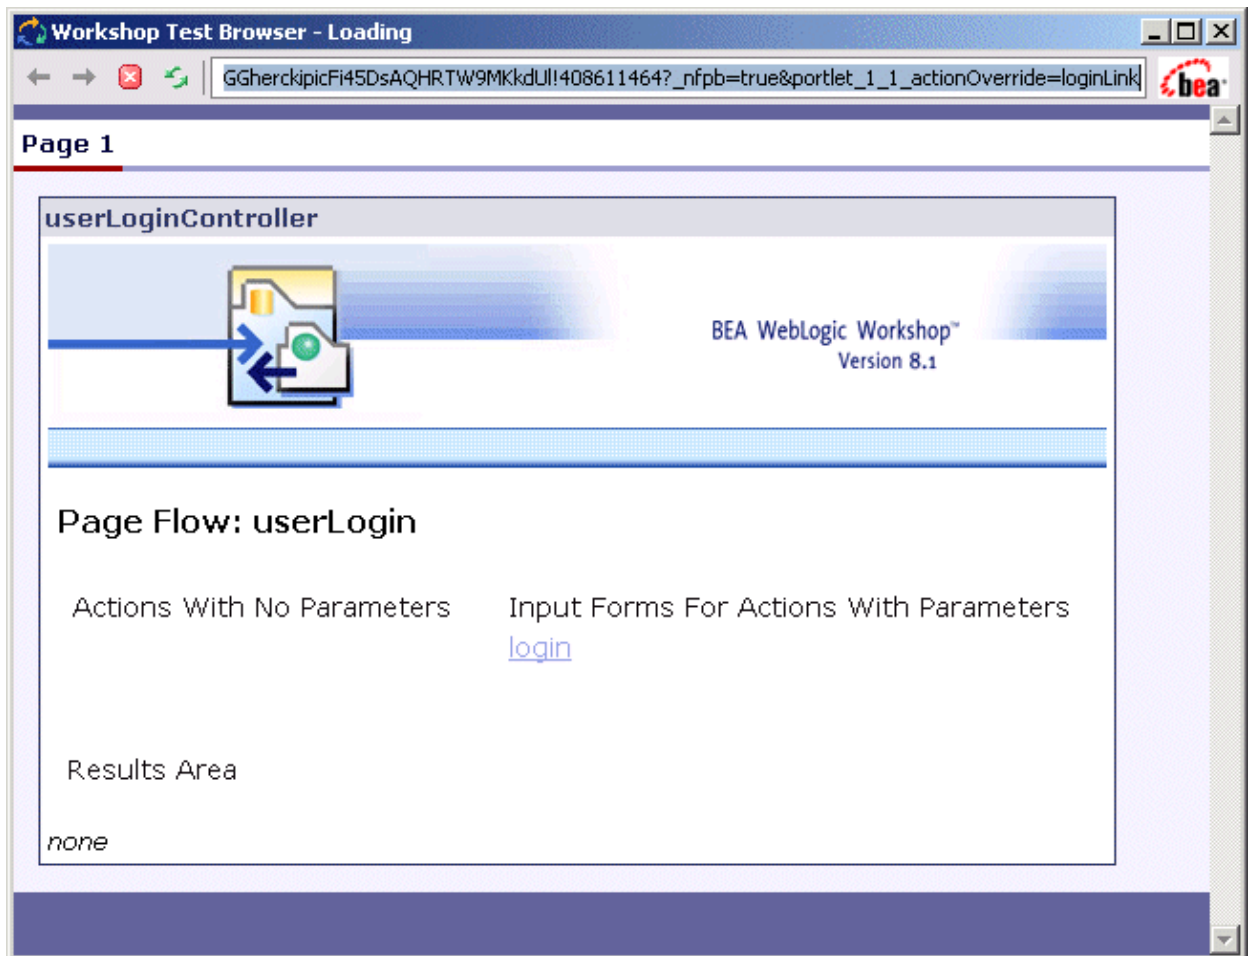 Workshop Test Browser - Loading
GGherckipicFi45DsAQHRTW9MKkdUl!408611464?_nfpb=true&portlet_1_1_actionOverride=loginLink
bea
Page 1
userLoginController
BEA WebLogic Workshop™
Version 8.1
Page Flow: userLogin
Actions With No Parameters Input Forms For Actions With Parameters
login
Results Area
none